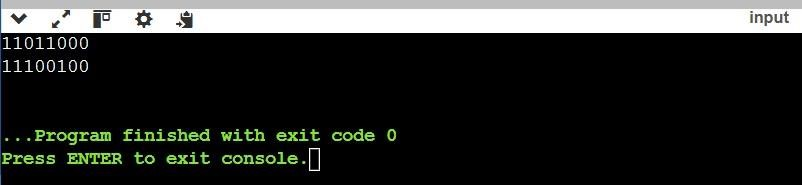 input
11011000
11100100
...Program finished with exit code 0
Press ENTER to exit console.